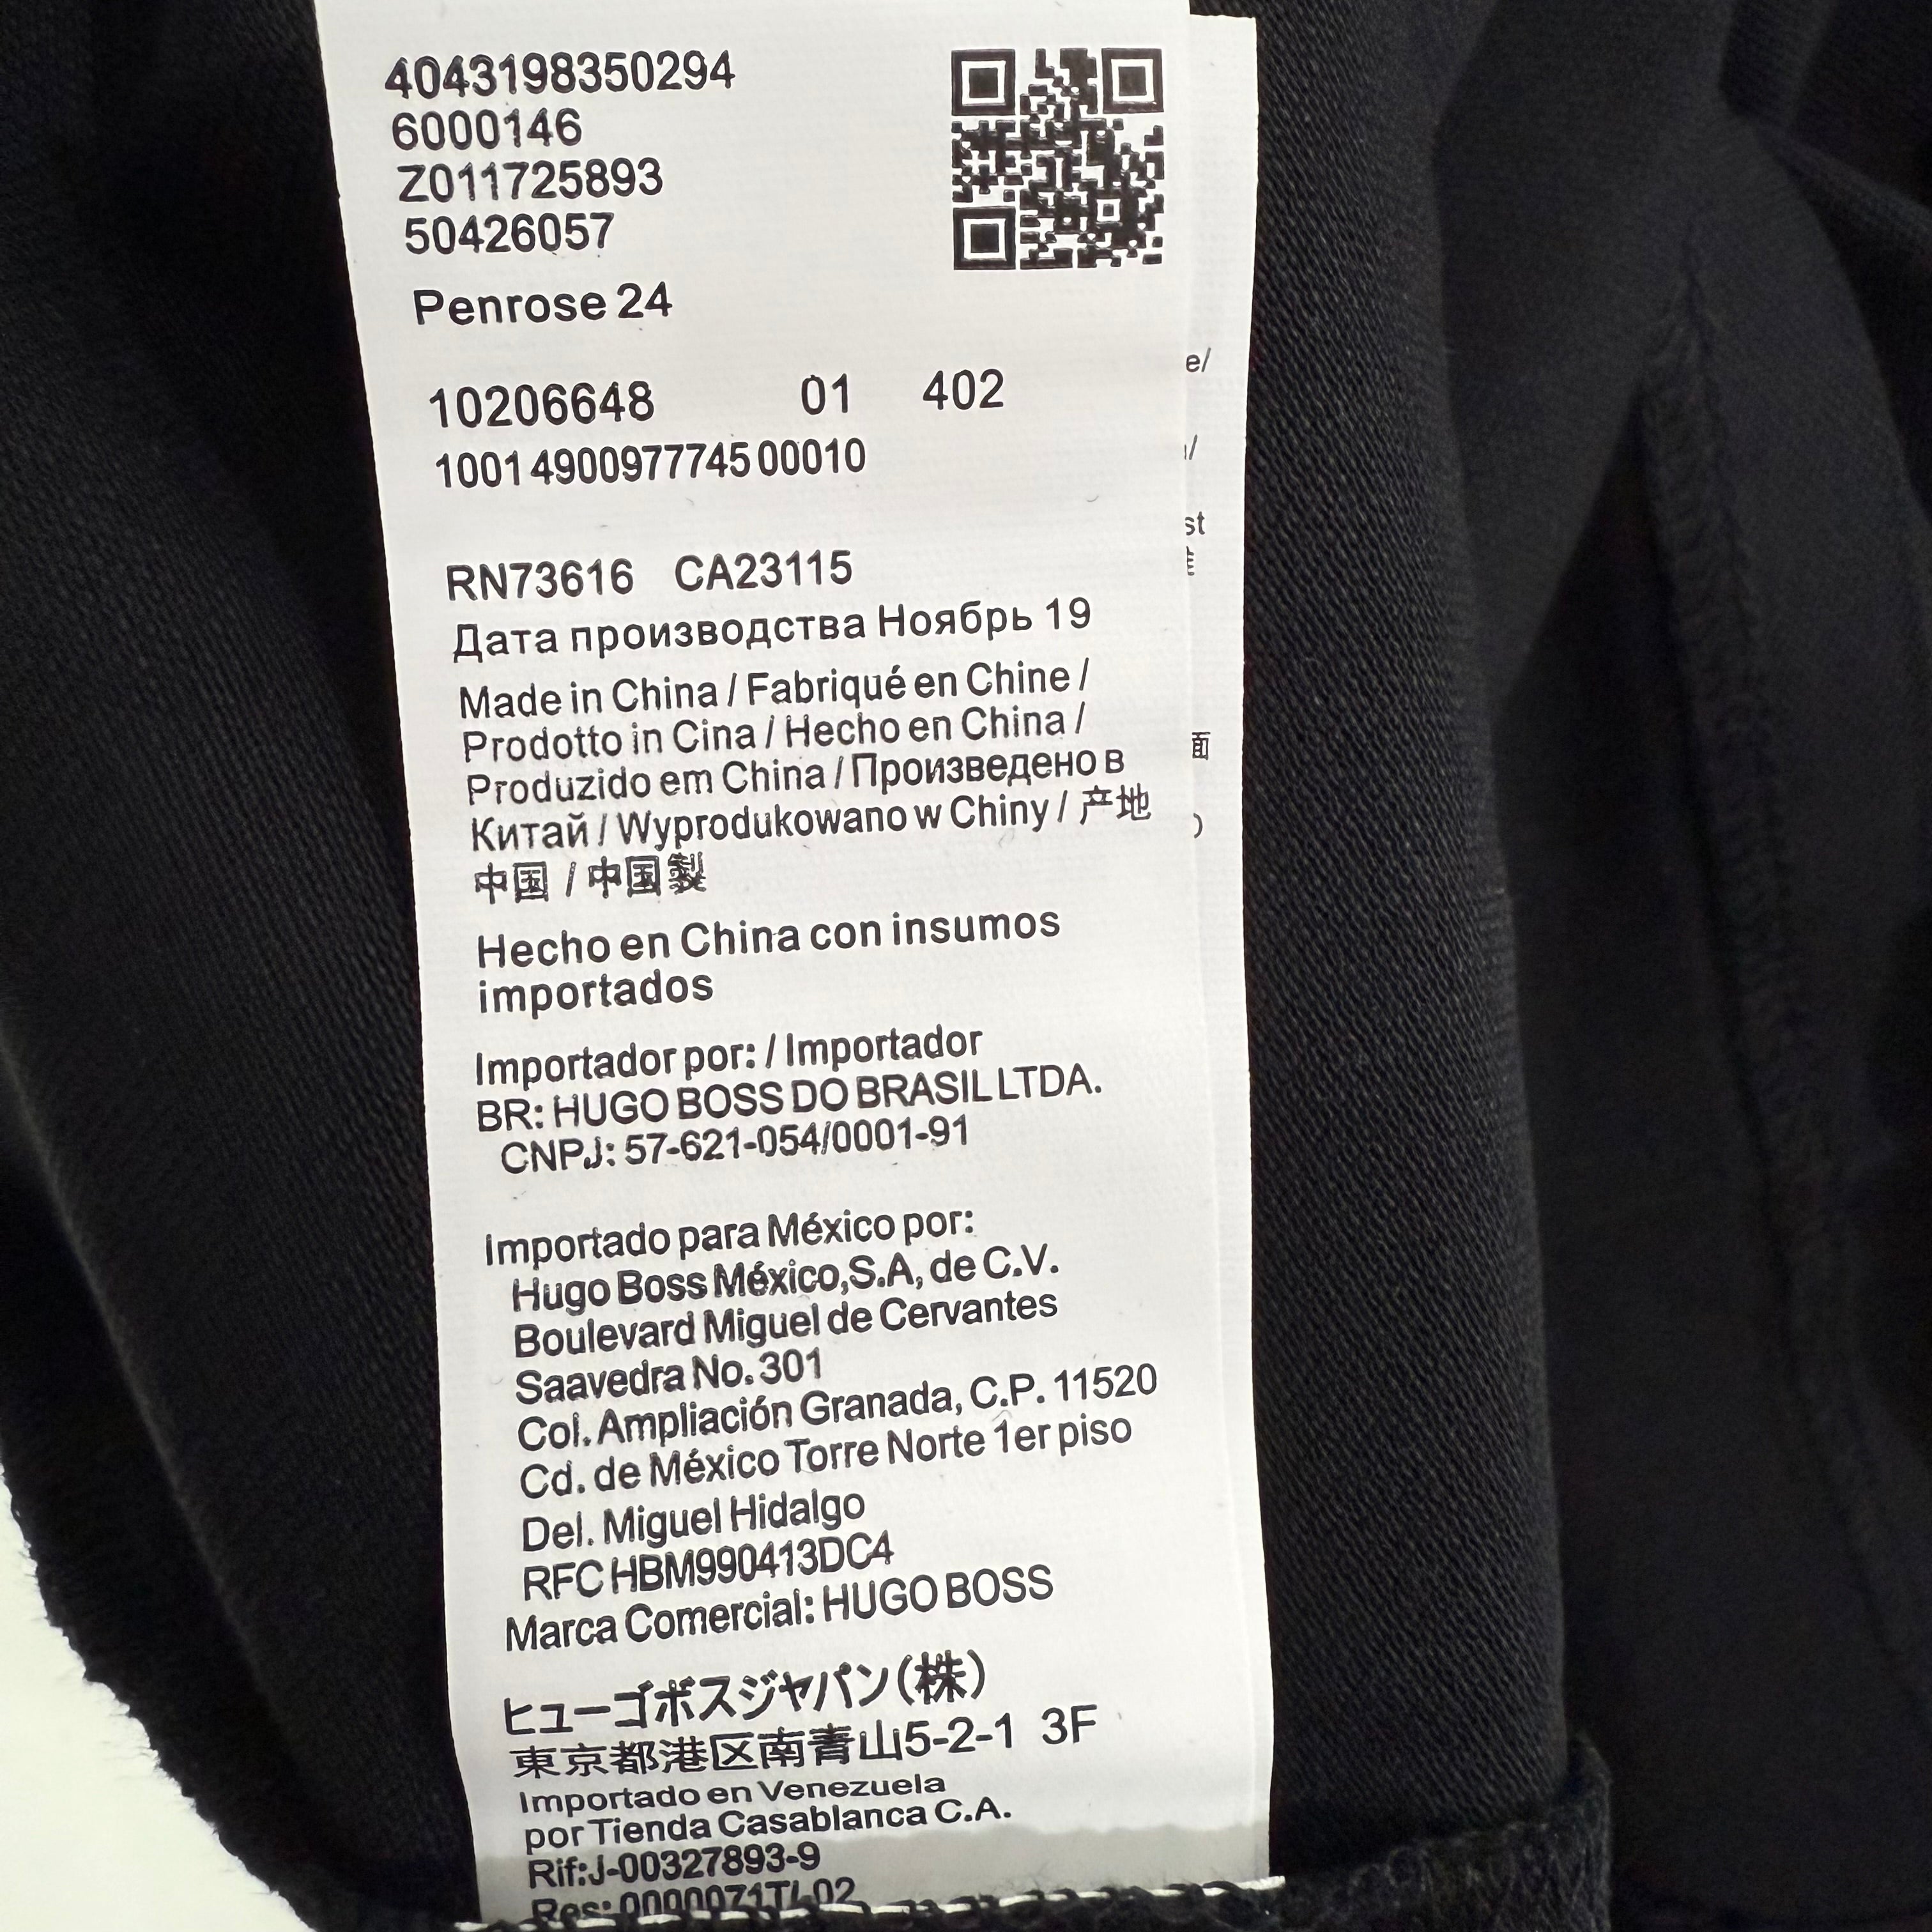 4043198350294
6000146
Z011725893
50426057
Penrose 24
10206648 01 402
10014900977745 00010
RN73616 CA23115
Дата производства Ноябрь 19
Made in China / Fabriqué en Chine /
Prodotto in Cina / Hecho en China /
Produzido em China / Произведено в
Китай / Wyprodukowano w Chiny / 产地
中国 / 中国製
Hecho en China con insumos
importados
Importador por: / Importador
BR: HUGO BOSS DO BRASIL LTDA.
CNPJ: 57-621-054/0001-91
Importado para México por:
Hugo Boss México,S.A, de C.V.
Boulevard Miguel de Cervantes
Saavedra No. 301
Col. Ampliación Granada, C.P. 11520
Cd. de México Torre Norte 1er piso
Del. Miguel Hidalgo
RFC HBM990413DC4
Marca Comercial: HUGO BOSS
ヒューゴボスジャパン(株)
東京都港区南青山5-2-1 3F
Importado en Venezuela
por Tienda Casablanca C.A.
Rif:J-00327893-9
e/
st
面